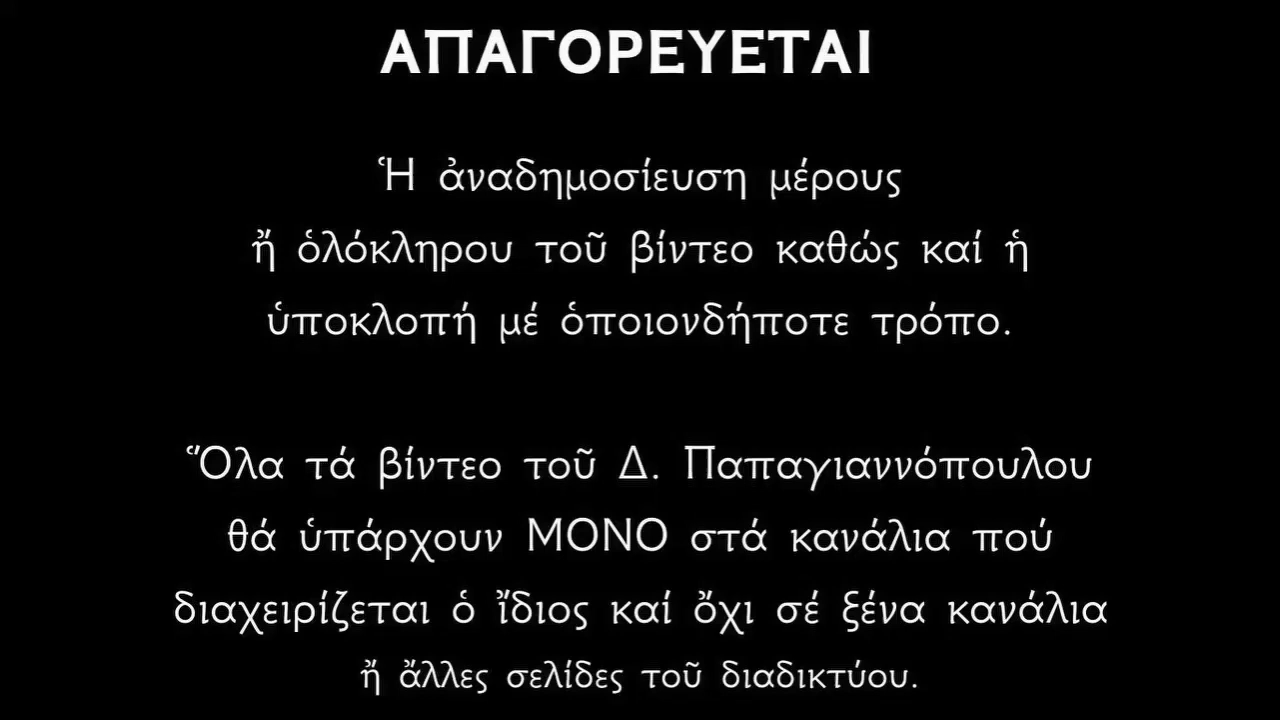 ΑΠΑΓΟΡΕΥΕΤΑΙ
Ἡ ἀναδημοσίευση μέρους
ἤ ὁλόκληρου τοῦ βίντεο καθώς καί ἡ
ὑποκλοπή μέ ὁποιονδήποτε τρόπο.
Ὅλα τά βίντεο τοῦ Δ. Παπαγιαννόπουλου
θά ὑπάρχουν ΜΟΝΟ στά κανάλια πού
διαχειρίζεται ὁ ἴδιος καί ὄχι σέ ξένα κανάλια
ἤ ἄλλες σελίδες τοῦ διαδικτύου.